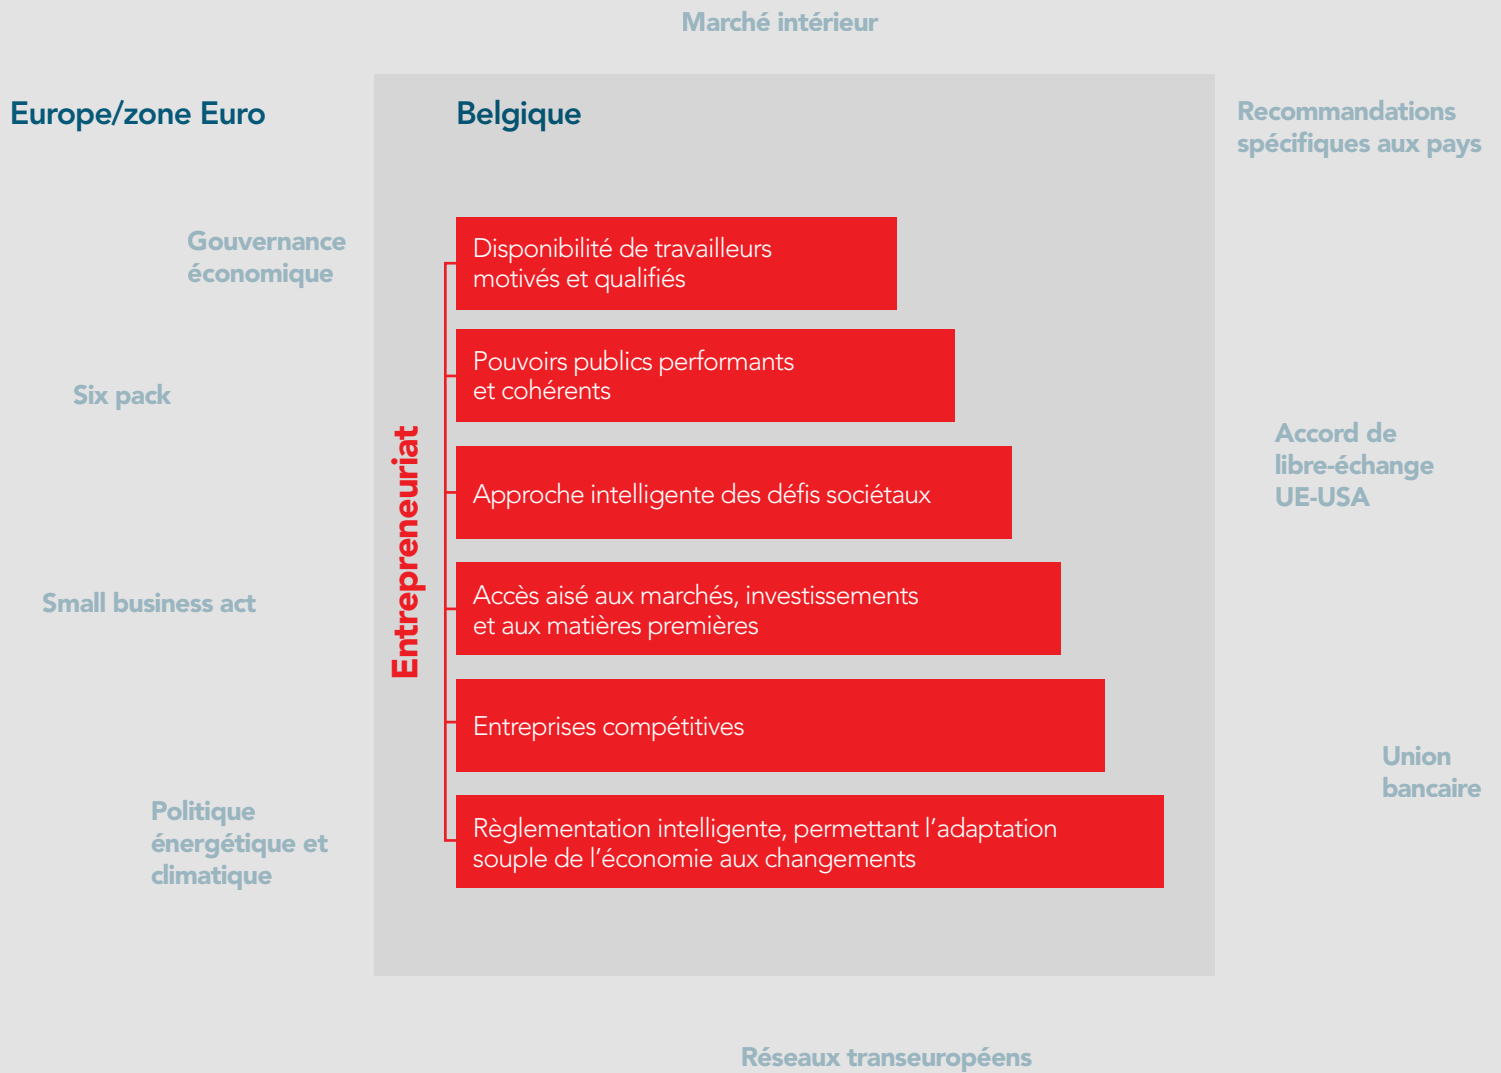 Marché intérieur
Europe/zone Euro
Belgique
Recommandations
spécifiques aux pays
Gouvernance
économique
Six pack
Small business act
Politique
énergétique et
climatique
Entrepreneuriat
Disponibilité de travailleurs
motivés et qualifiés
Pouvoirs publics performants
et cohérents
Approche intelligente des défis sociétaux
Accès aisé aux marchés, investissements
et aux matières premières
Entreprises compétitives
Règlementation intelligente, permettant l’adaptation
souple de l’économie aux changements
Accord de
libre-échange
UE-USA
Union
bancaire
Réseaux transeuropéens